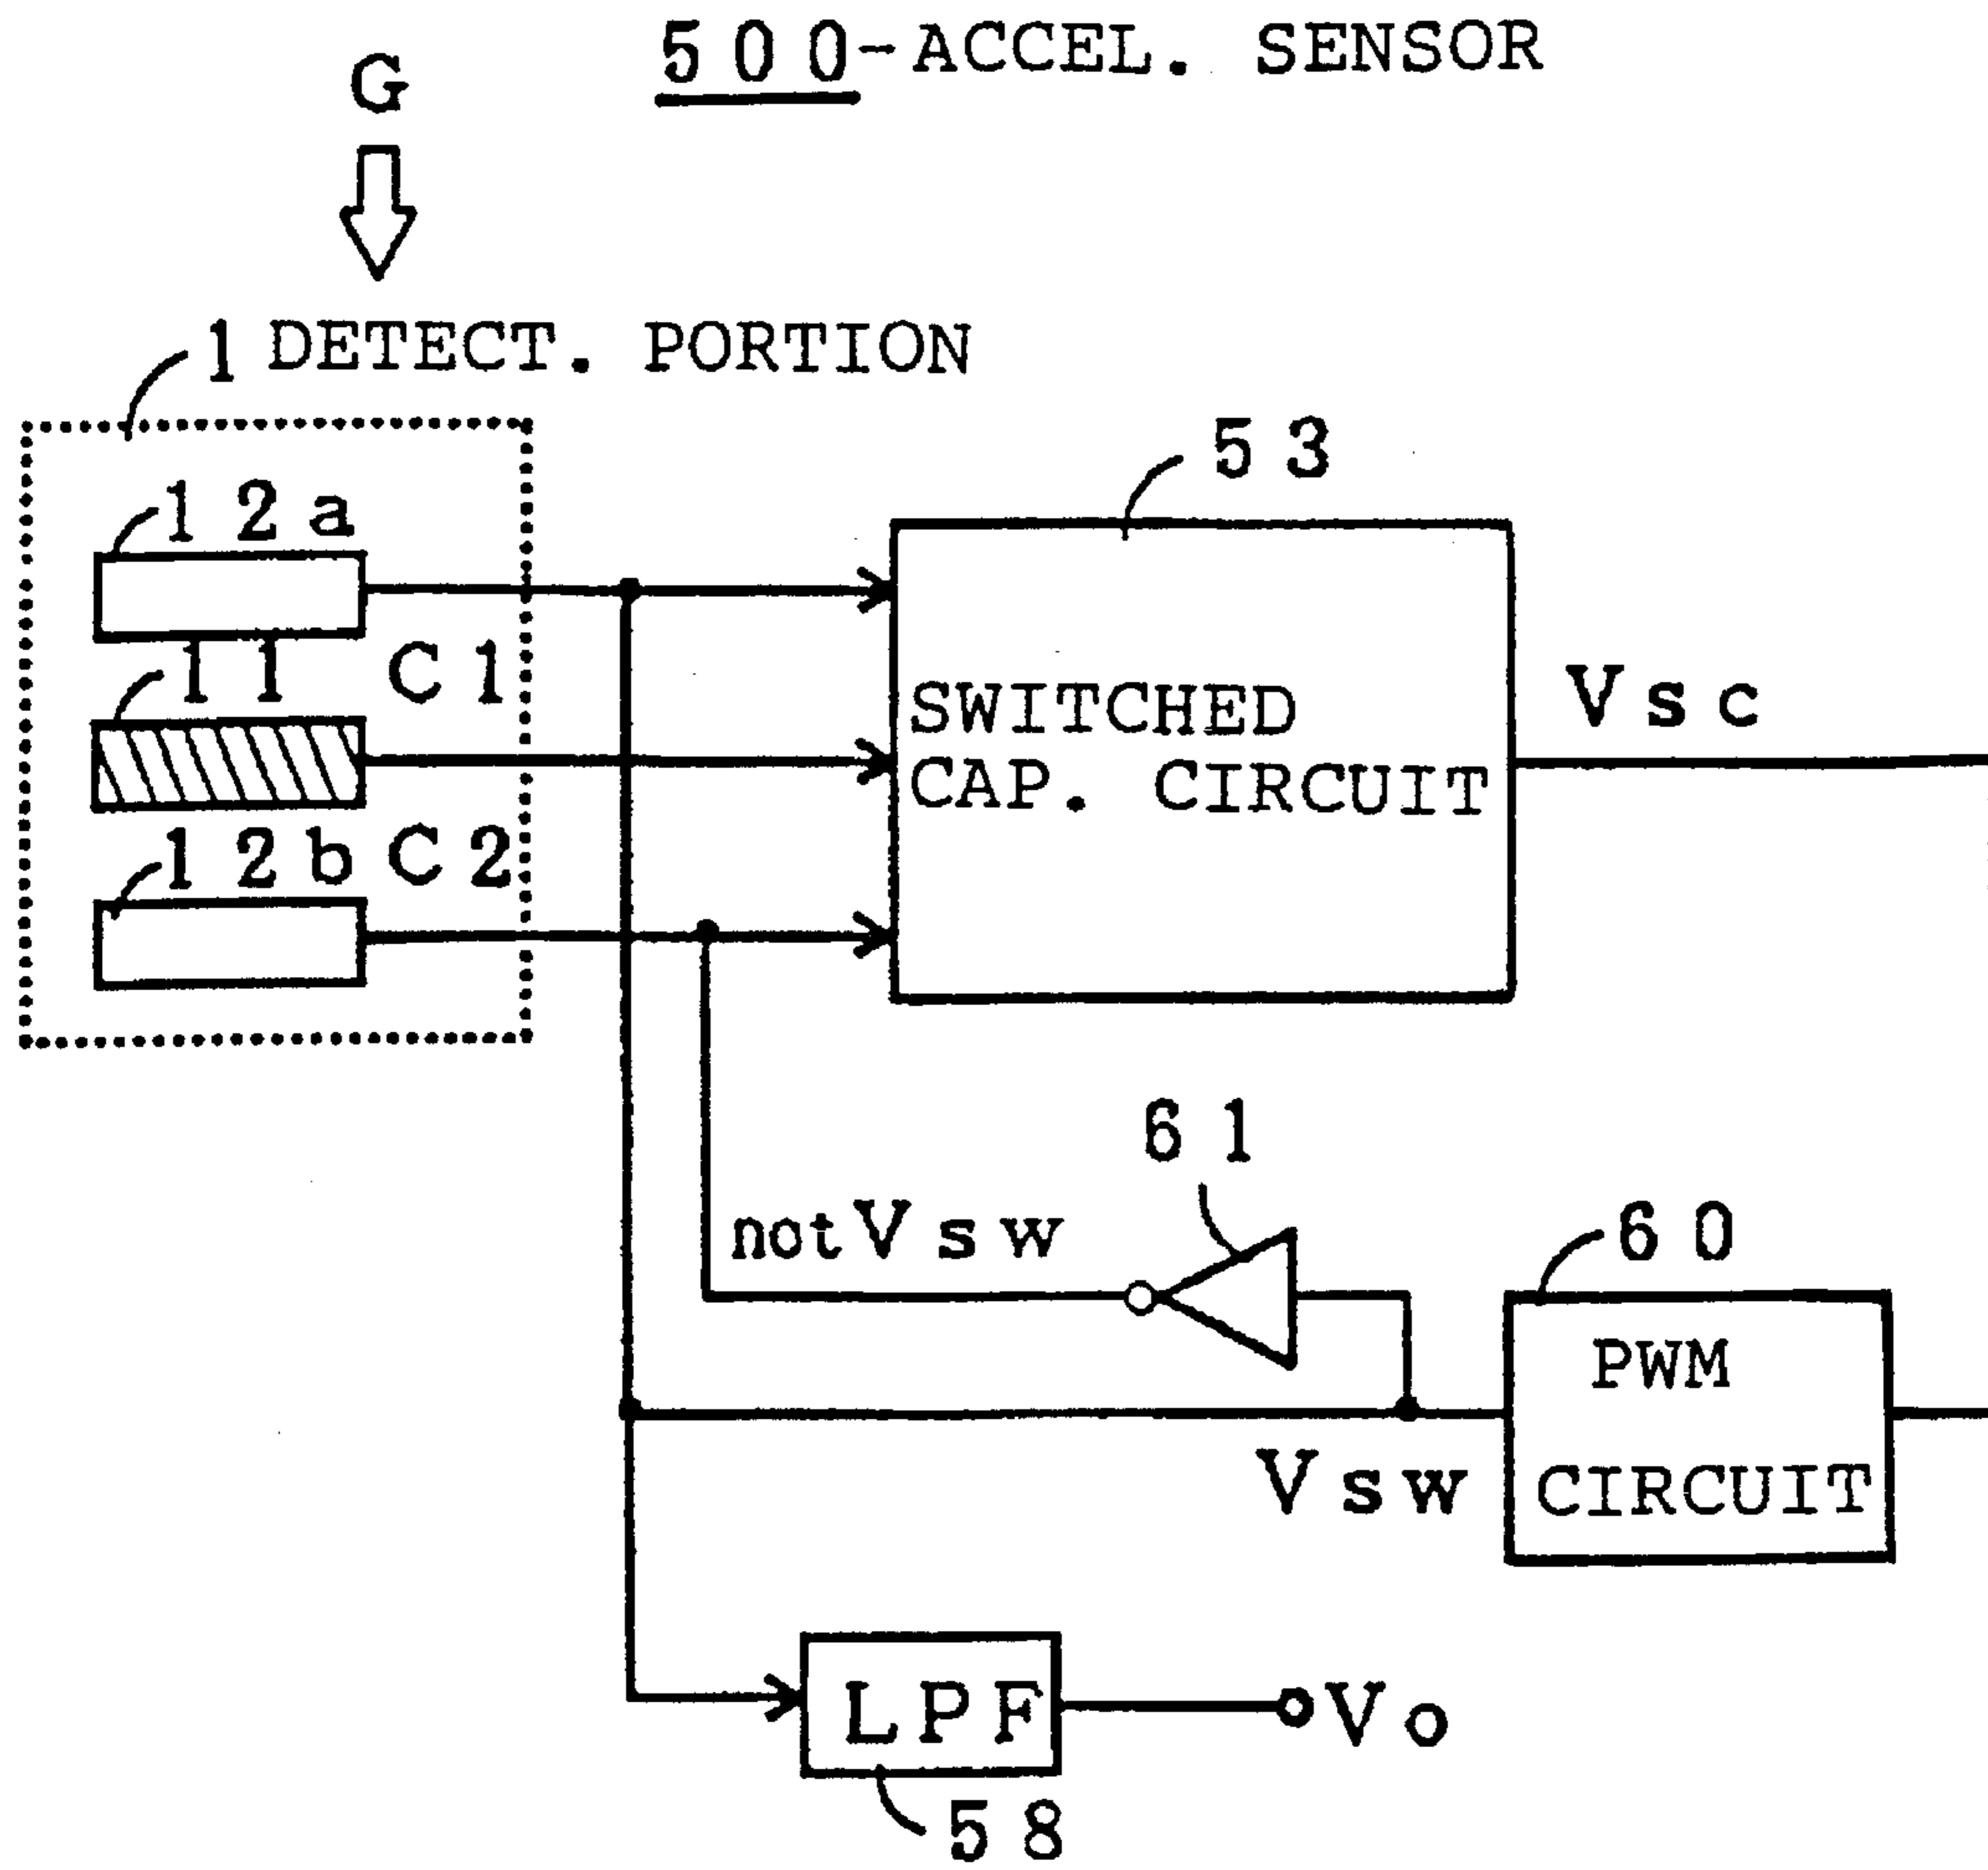 500-ACCEL. SENSOR
G
1 DETECT. PORTION
53
12a
11 C1
SWITCHED
CAP. CIRCUIT
Vsc
12b C2
61
notVsw
60
PWM
CIRCUIT
Vsw
LPF
Vo
58